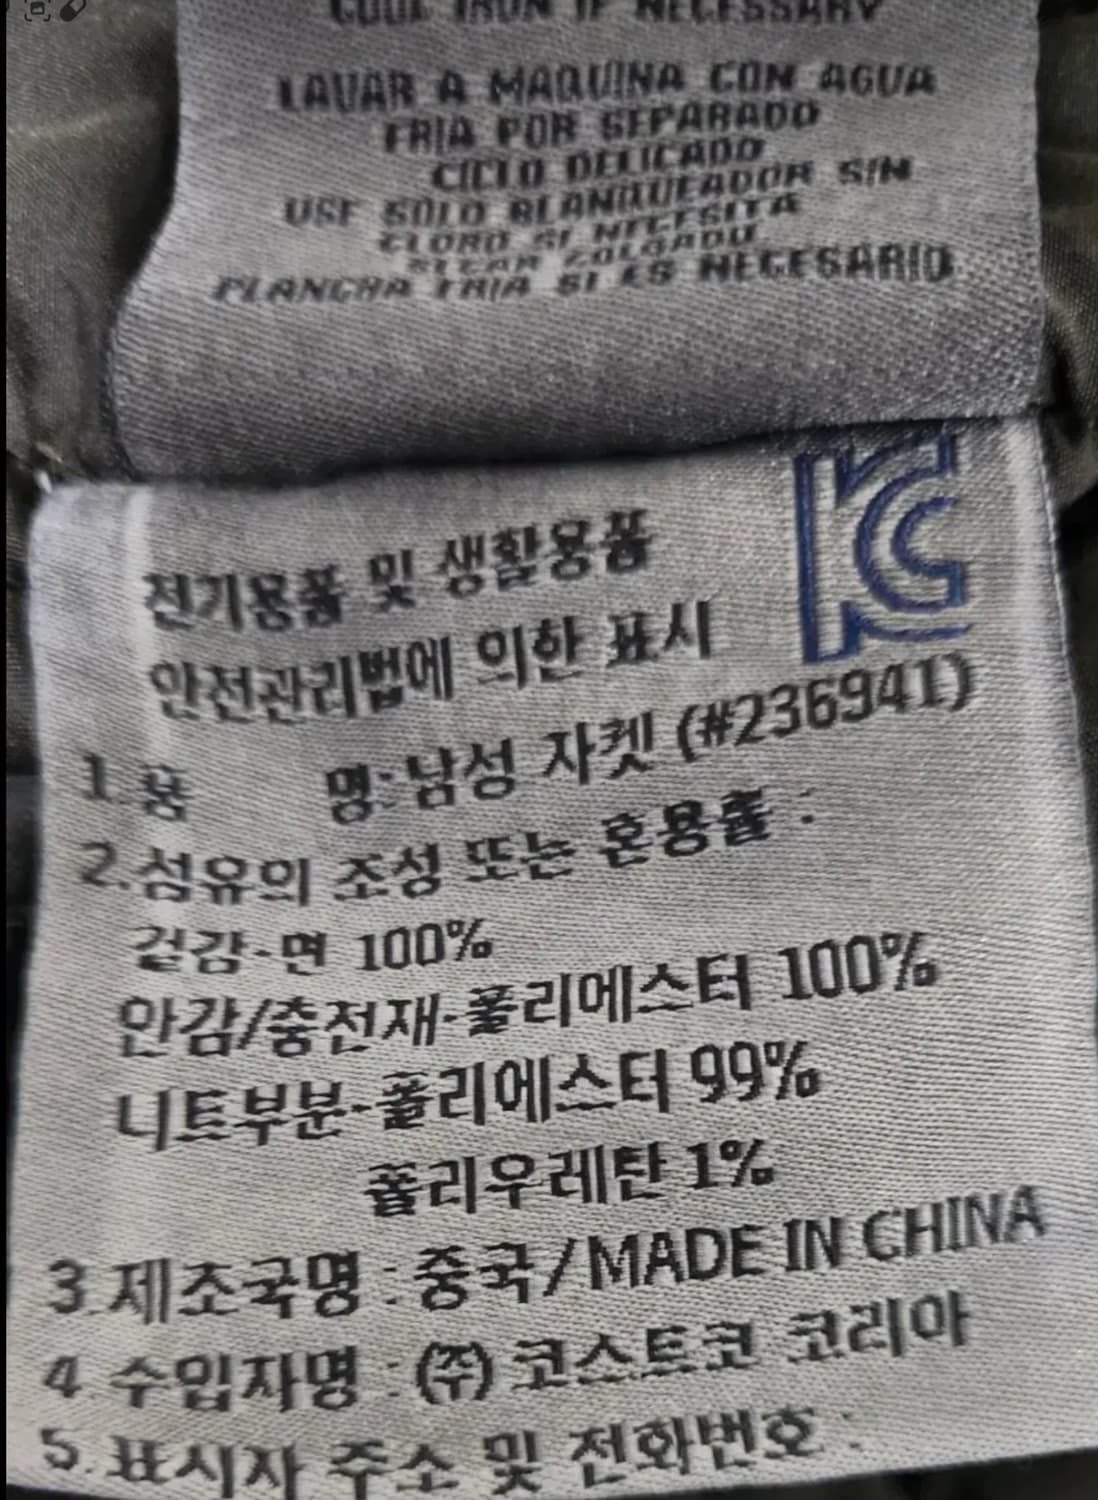 COOL IRON IF NECESSARY
LAVAR A MAQUINA CON AGUA
FRIA POR SEPARADO
CICLO DELICADO
USE SOLO BLANQUEADOR SIN
CLORO SI NECESITA
SECAR COLGADO
PLANCHA FRIA SI ES NECESARIO
KC
전기용품 및 생활용품
안전관리법에 의한 표시
1.품 명:남성 자켓 (#236941)
2.섬유의 조성 또는 혼용률 :
겉감-면 100%
안감/충전재-폴리에스터 100%
니트부분-폴리에스터 99%
폴리우레탄 1%
3.제조국명 : 중국/MADE IN CHINA
4.수입자명 : (주) 코스트코 코리아
5.표시자 주소 및 전화번호 :